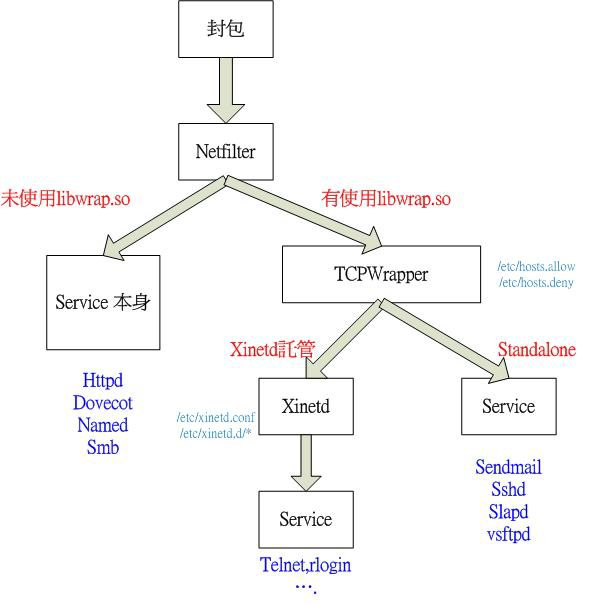 封包
Netfilter
未使用libwrap.so
有使用libwrap.so
Service 本身
TCPWrapper
/etc/hosts.allow
/etc/hosts.deny
Httpd
Dovecot
Named
Smb
Xinetd託管
Standalone
/etc/xinetd.conf
/etc/xinetd,d/*
Xinetd
Service
Sendmail
Sshd
Slapd
vsftpd
Service
Telnet,rlogin
….